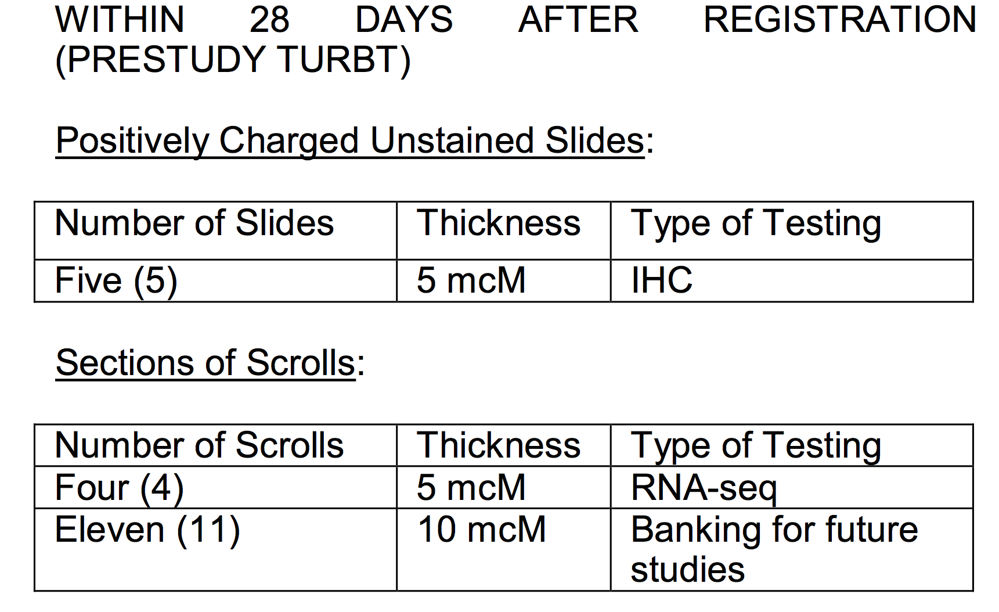 WITHIN 28 DAYS AFTER REGISTRATION
(PRESTUDY TURBT)
Positively Charged Unstained Slides:
Number of Slides Thickness Type of Testing
Five (5) 5 mcM IHC
Sections of Scrolls:
Number of Scrolls Thickness Type of Testing
Four (4) 5 mcM RNA-seq
Eleven (11) 10 mcM Banking for future
studies